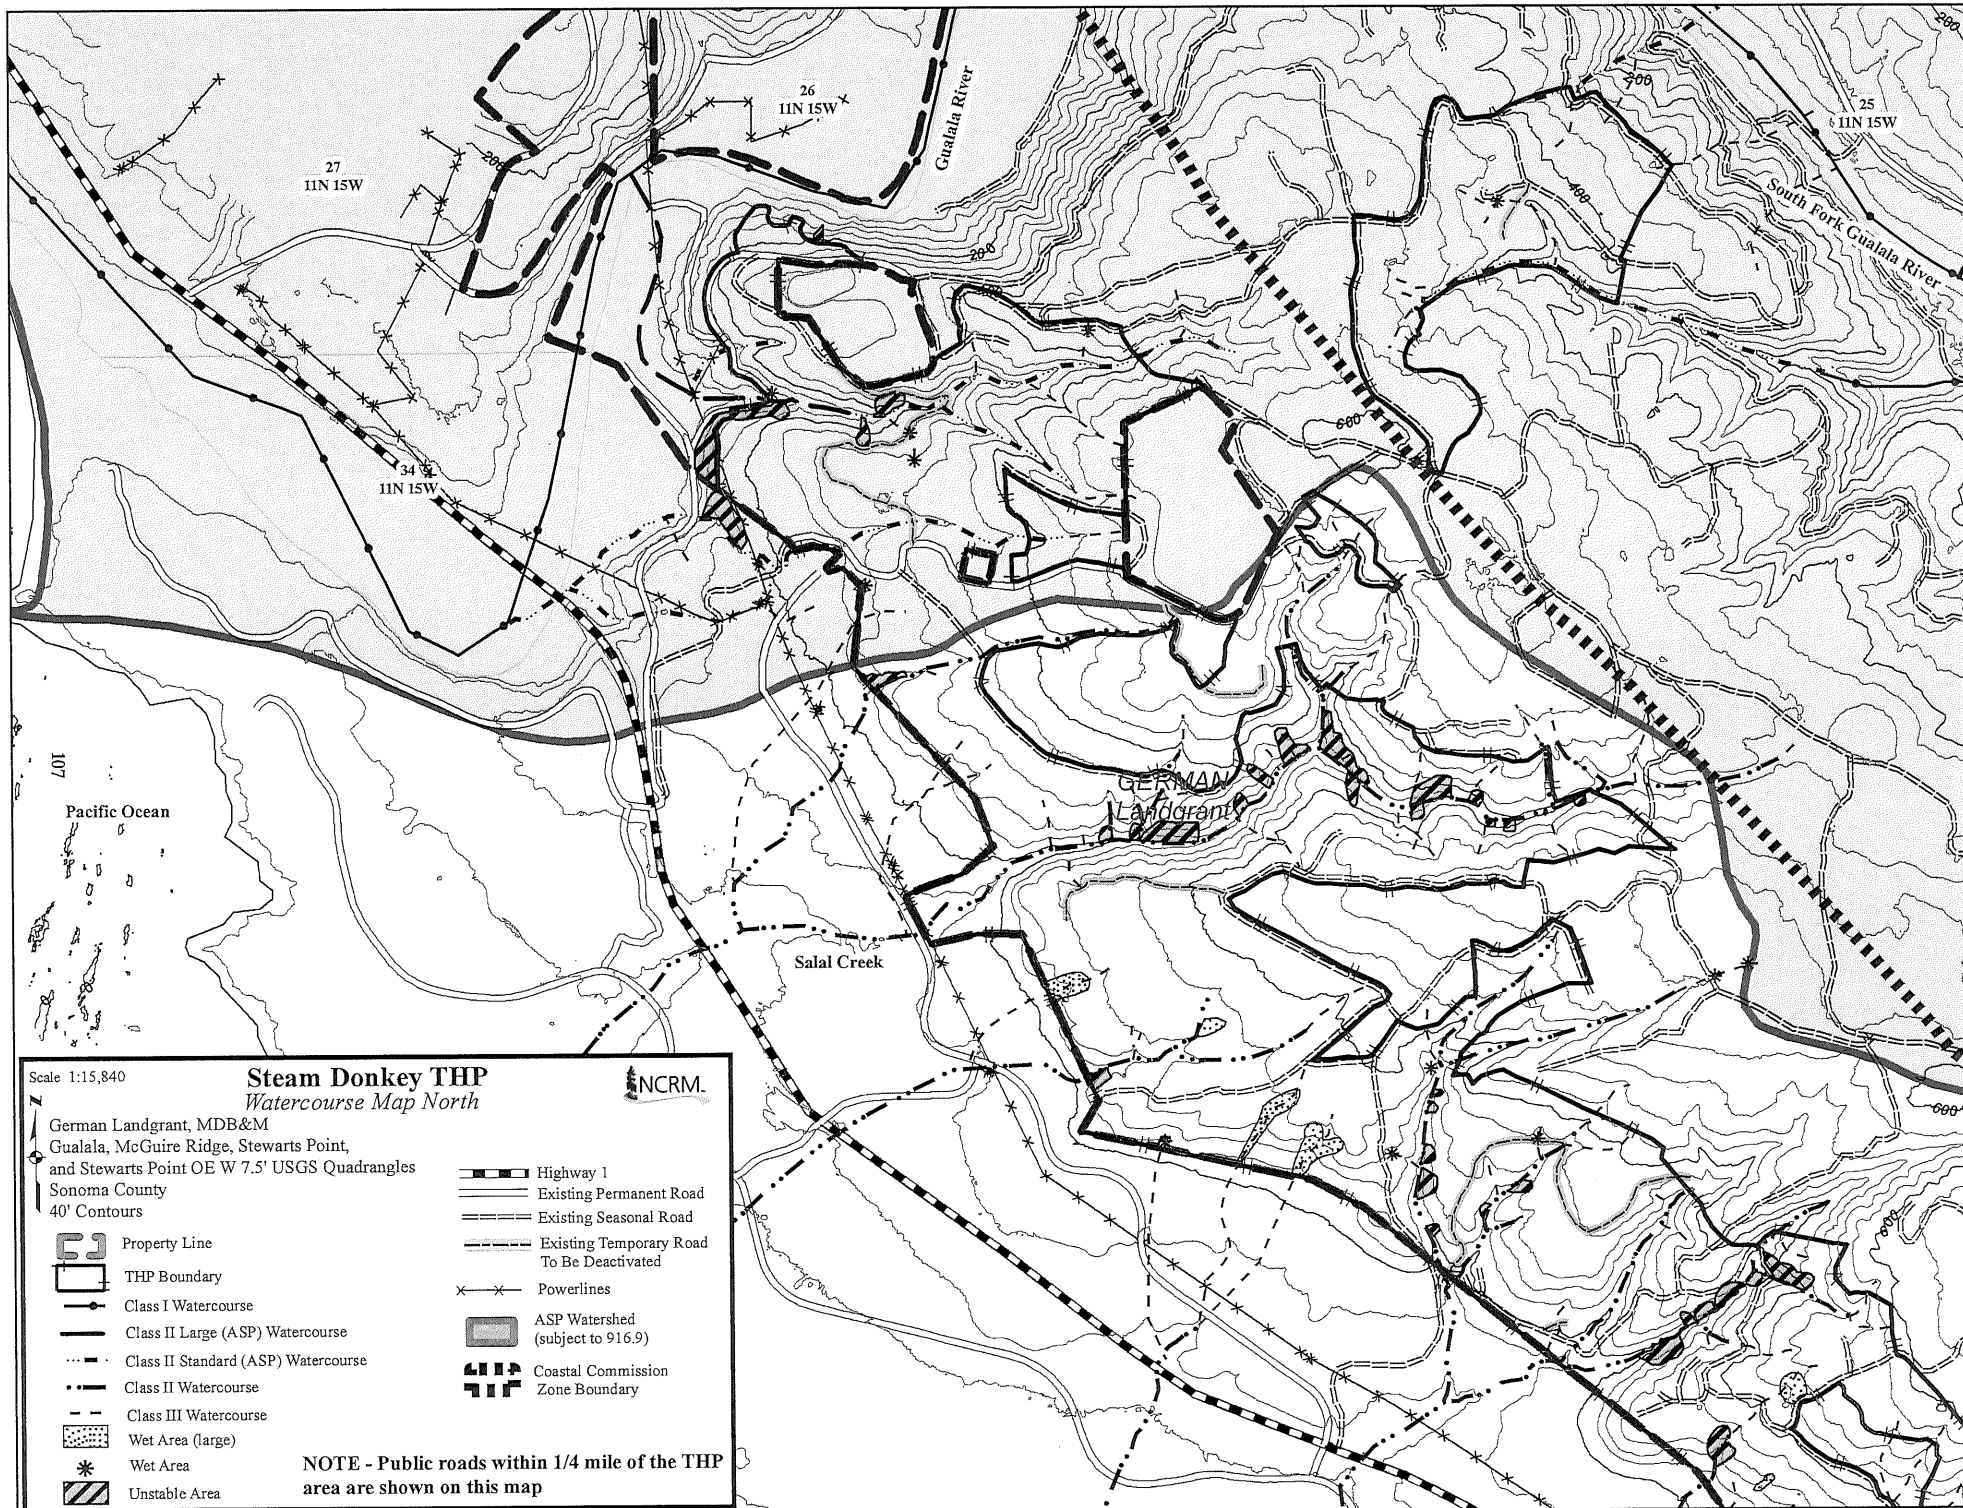 200
26
11N 15W
Gualala River
25
11N 15W
200
27
11N 15W
200
400
South Fork Gualala River
200
600
34
11N 15W
107
Pacific Ocean
GERMAN
Landgrant
Salal Creek
600
600
Scale 1:15,840
Steam Donkey THP
Watercourse Map North
NCRM
German Landgrant, MDB&M
Gualala, McGuire Ridge, Stewarts Point,
and Stewarts Point OE W 7.5' USGS Quadrangles
Sonoma County
40' Contours
Property Line
THP Boundary
Class I Watercourse
Class II Large (ASP) Watercourse
Class II Standard (ASP) Watercourse
Class II Watercourse
Class III Watercourse
Wet Area (large)
Wet Area
Unstable Area
Highway 1
Existing Permanent Road
Existing Seasonal Road
Existing Temporary Road
To Be Deactivated
Powerlines
ASP Watershed
(subject to 916.9)
Coastal Commission
Zone Boundary
NOTE - Public roads within 1/4 mile of the THP
area are shown on this map